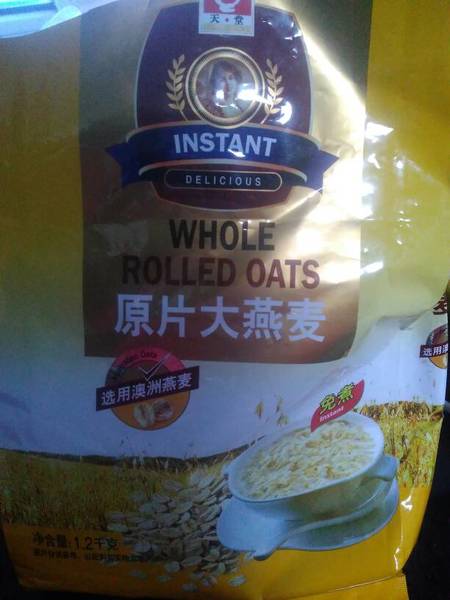 天·堂
INSTANT
DELICIOUS
WHOLE
ROLLED OATS
原片大燕麦
选用澳洲燕麦
免煮
Instant
净含量:1.2千克